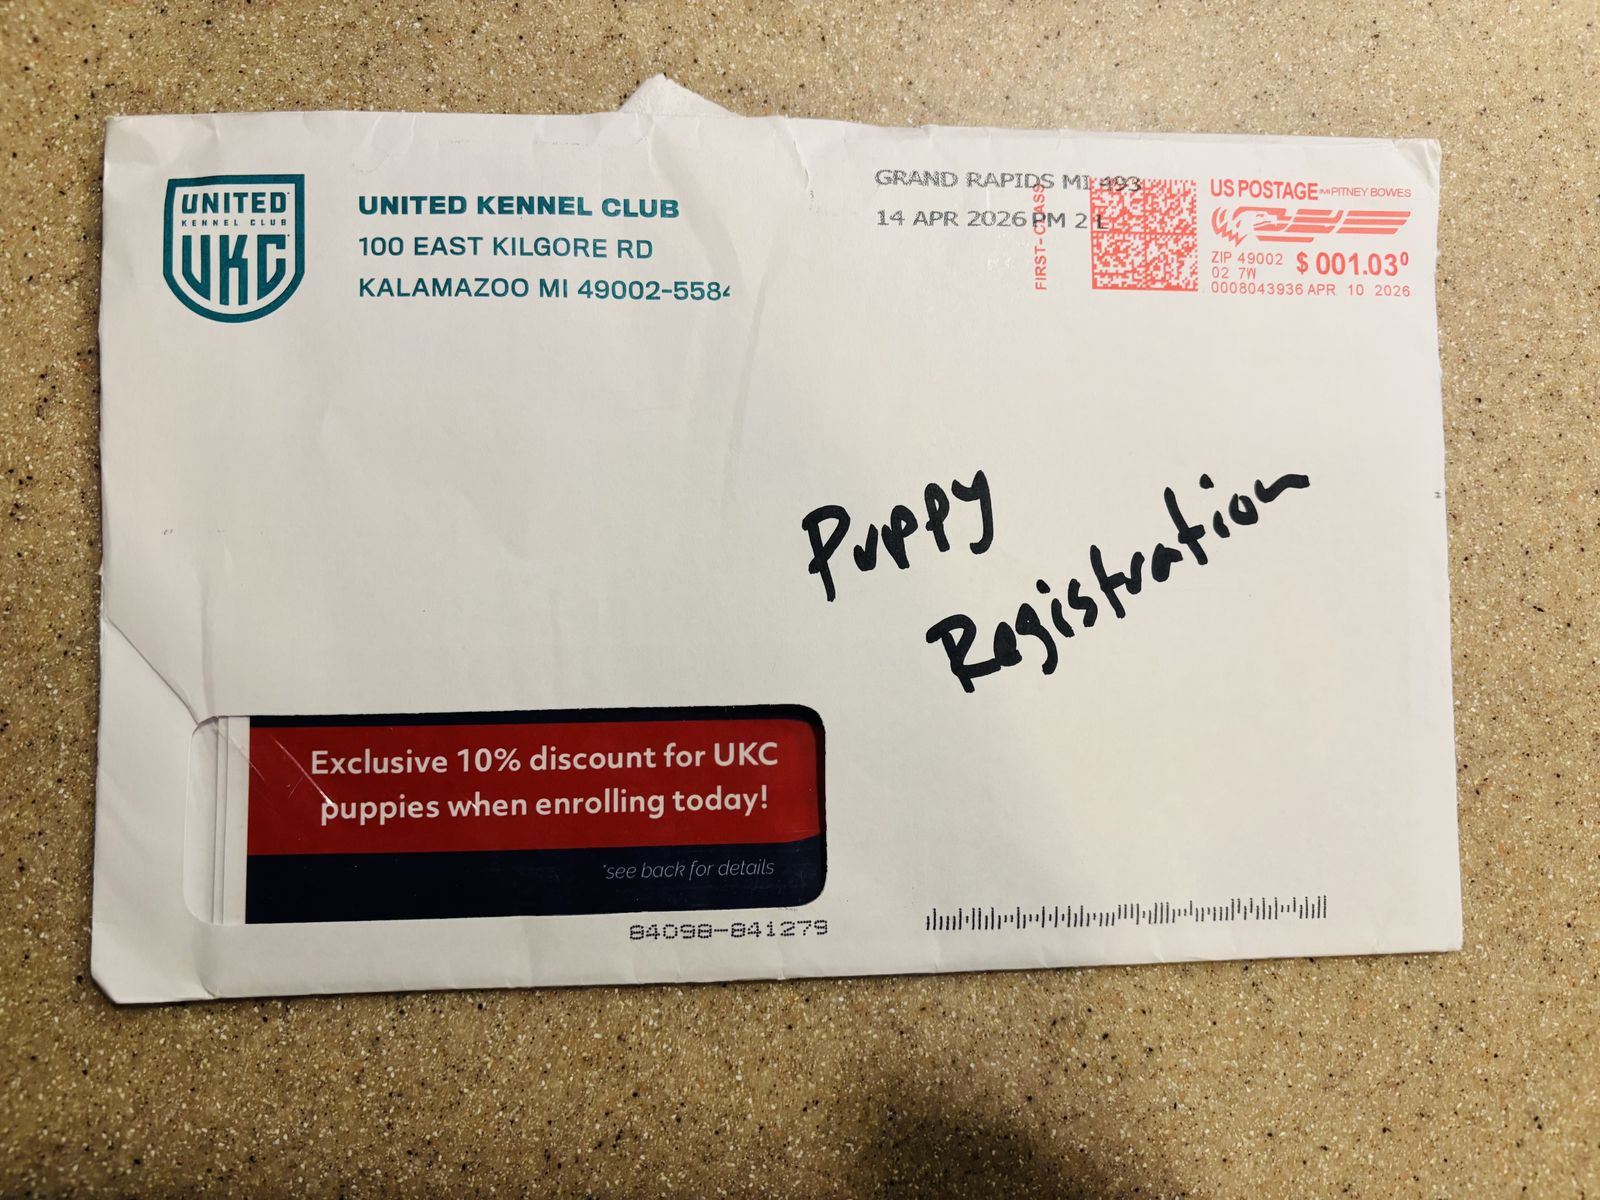 UNITED
KENNEL CLUB
UKC
UNITED KENNEL CLUB
100 EAST KILGORE RD
KALAMAZOO MI 49002-5584
GRAND RAPIDS MI 493
14 APR 2026 PM 2 L
FIRST-CLASS
US POSTAGE IMI PITNEY BOWES
ZIP 49002 $ 001.03⁰
02 7W
0008043936 APR 10 2026
Puppy
Registration
Exclusive 10% discount for UKC
puppies when enrolling today!
*see back for details
84098-841279